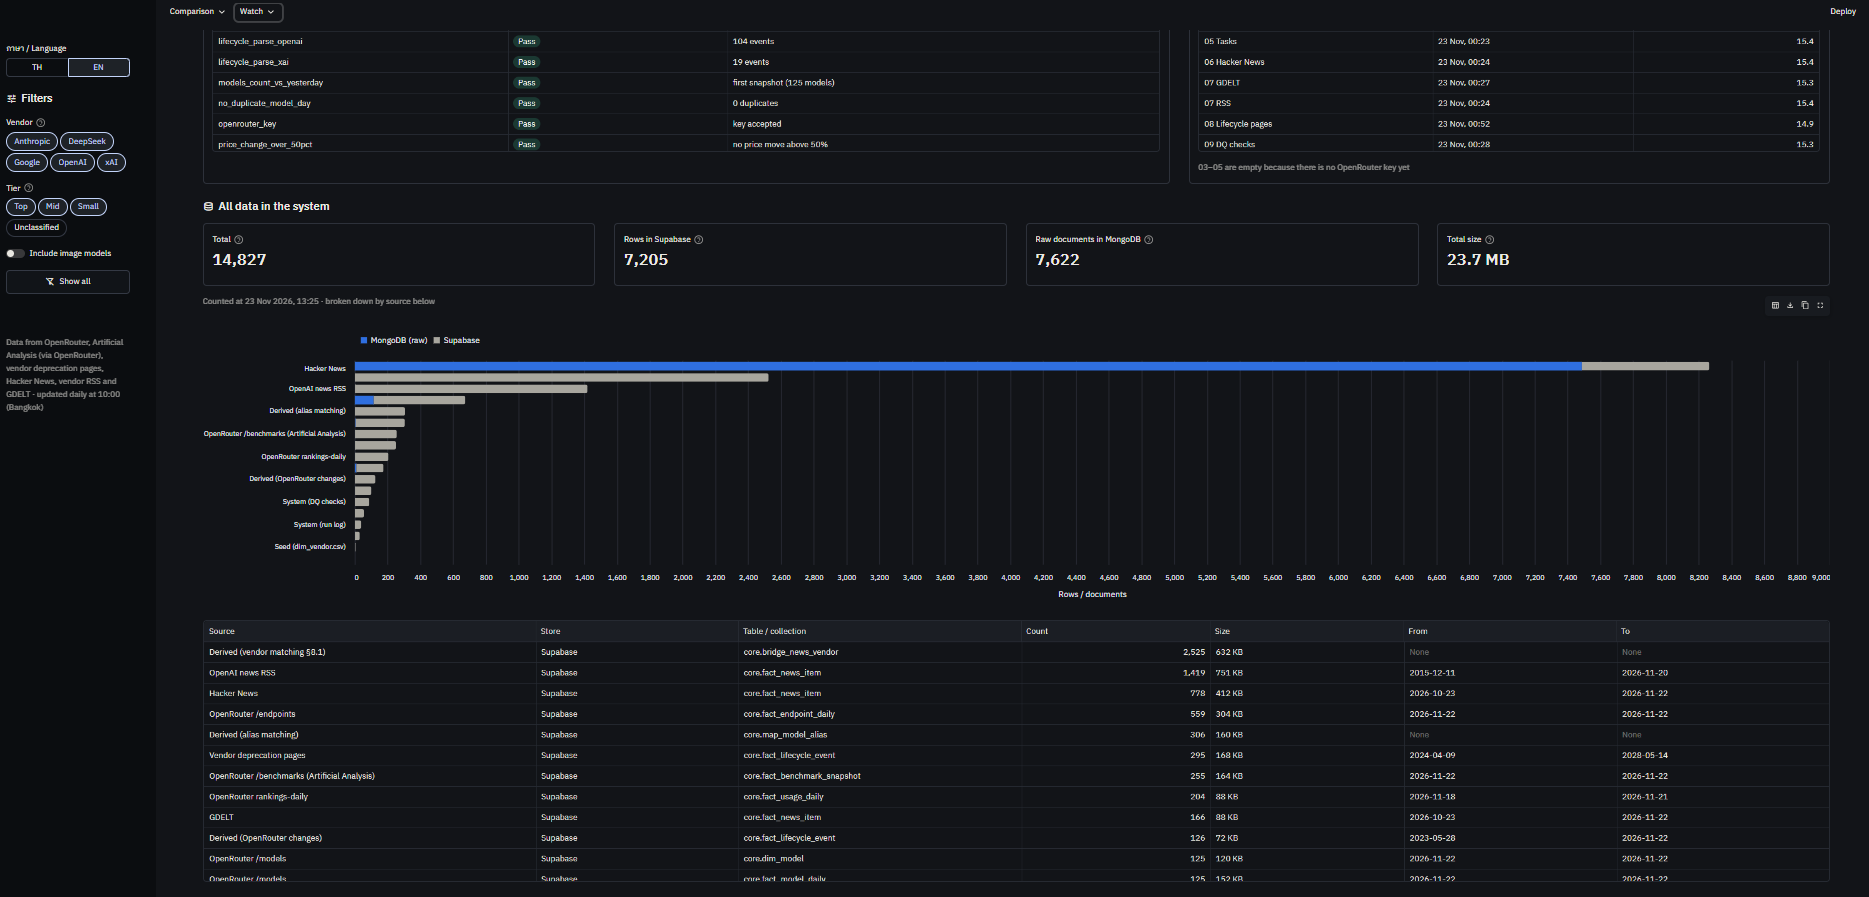 Comparison
Watch
Deploy
ภาษา / Language
TH
EN
Filters
Vendor
Anthropic
DeepSeek
Google
OpenAI
xAI
Tier
Top
Mid
Small
Unclassified
Include image models
Show all
Data from OpenRouter, Artificial
Analysis (via OpenRouter),
vendor deprecation pages,
Hacker News, vendor RSS and
GDELT - updated daily at 10:00
(Bangkok)
lifecycle_parse_openai Pass 104 events
lifecycle_parse_xai Pass 19 events
models_count_vs_yesterday Pass first snapshot (125 models)
no_duplicate_model_day Pass 0 duplicates
openrouter_key Pass key accepted
price_change_over_50pct Pass no price move above 50%
05 Tasks 23 Nov, 00:23 15.4
06 Hacker News 23 Nov, 00:24 15.4
07 GDELT 23 Nov, 00:27 15.3
07 RSS 23 Nov, 00:24 15.4
08 Lifecycle pages 23 Nov, 00:52 14.9
09 DQ checks 23 Nov, 00:28 15.3
03–05 are empty because there is no OpenRouter key yet
All data in the system
Total
14,827
Rows in Supabase
7,205
Raw documents in MongoDB
7,622
Total size
23.7 MB
Counted at 23 Nov 2026, 13:25 - broken down by source below
MongoDB (raw) Supabase
Hacker News
OpenAI news RSS
Derived (alias matching)
OpenRouter /benchmarks (Artificial Analysis)
OpenRouter rankings-daily
Derived (OpenRouter changes)
System (DQ checks)
System (run log)
Seed (dim_vendor.csv)
0 200 400 600 800 1,000 1,200 1,400 1,600 1,800 2,000 2,200 2,400 2,600 2,800 3,000 3,200 3,400 3,600 3,800 4,000 4,200 4,400 4,600 4,800 5,000 5,200 5,400 5,600 5,800 6,000 6,200 6,400 6,600 6,800 7,000 7,200 7,400 7,600 7,800 8,000 8,200 8,400 8,600 8,800 9,000
Rows / documents
Source Store Table / collection Count Size From To
Derived (vendor matching §8.1) Supabase core.bridge_news_vendor 2,525 632 KB None None
OpenAI news RSS Supabase core.fact_news_item 1,419 751 KB 2015-12-11 2026-11-20
Hacker News Supabase core.fact_news_item 778 412 KB 2026-10-23 2026-11-22
OpenRouter /endpoints Supabase core.fact_endpoint_daily 559 304 KB 2026-11-22 2026-11-22
Derived (alias matching) Supabase core.map_model_alias 306 160 KB None None
Vendor deprecation pages Supabase core.fact_lifecycle_event 295 168 KB 2024-04-09 2028-05-14
OpenRouter /benchmarks (Artificial Analysis) Supabase core.fact_benchmark_snapshot 255 164 KB 2026-11-22 2026-11-22
OpenRouter rankings-daily Supabase core.fact_usage_daily 204 88 KB 2026-11-18 2026-11-21
GDELT Supabase core.fact_news_item 166 88 KB 2026-10-23 2026-11-22
Derived (OpenRouter changes) Supabase core.fact_lifecycle_event 126 72 KB 2023-05-28 2026-11-22
OpenRouter /models Supabase core.dim_model 125 120 KB 2026-11-22 2026-11-22
OpenRouter /models Supabase core.fact_model_daily 125 152 KB 2026-11-22 2026-11-22